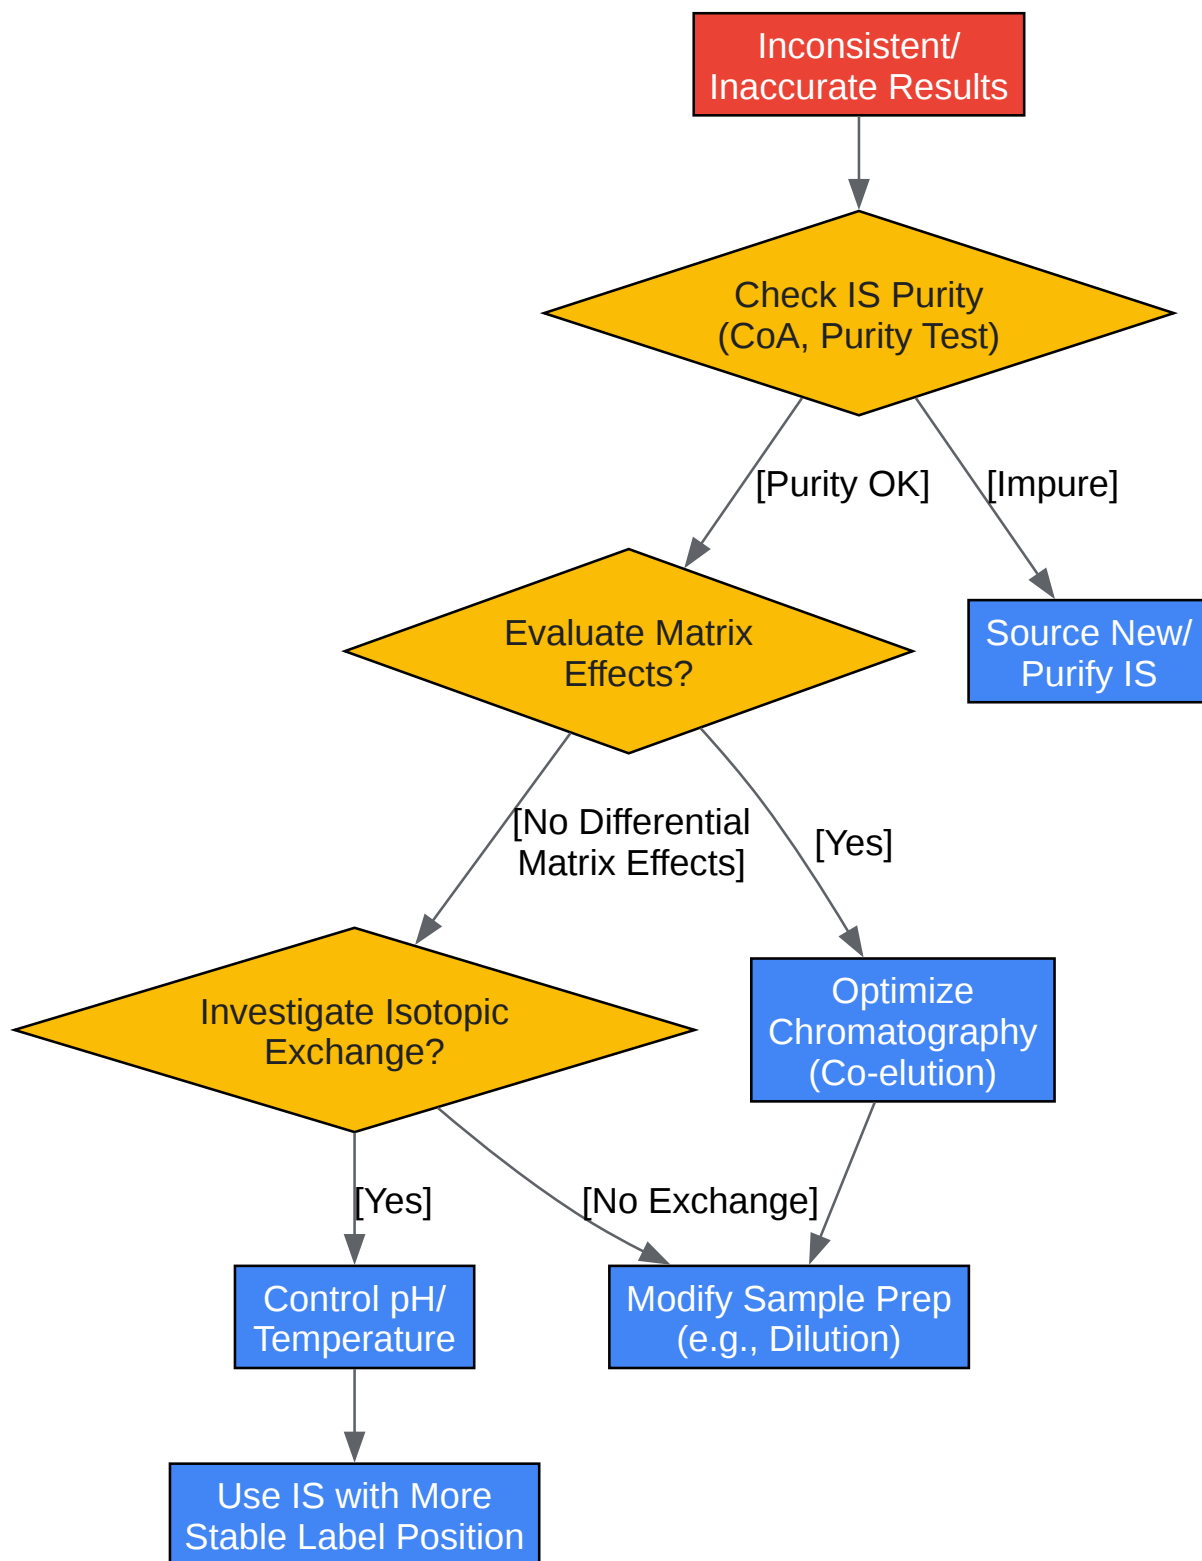 Inconsistent/
Inaccurate Results
Check IS Purity
(CoA, Purity Test)
[Purity OK]
[Impure]
Evaluate Matrix
Effects?
Source New/
Purify IS
[No Differential
Matrix Effects]
[Yes]
Investigate Isotopic
Exchange?
Optimize
Chromatography
(Co-elution)
[Yes]
[No Exchange]
Control pH/
Temperature
Modify Sample Prep
(e.g., Dilution)
Use IS with More
Stable Label Position